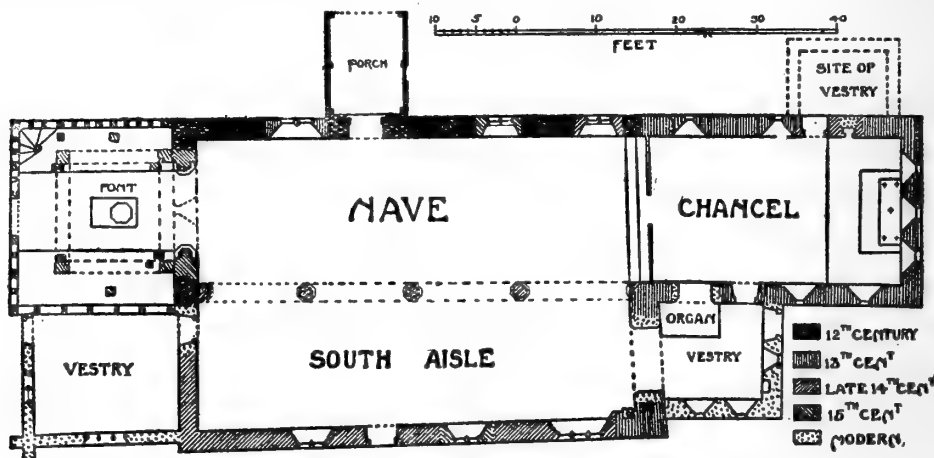 10 5 0 10 20 30 40
FEET
PORCH
SITE OF
VESTRY
FONT
NAVE
CHANCEL
ORGAN
VESTRY
SOUTH AISLE
VESTRY
12TH CENTURY
13TH CENT
LATE 14TH CENT
15TH CENT
MODERN.